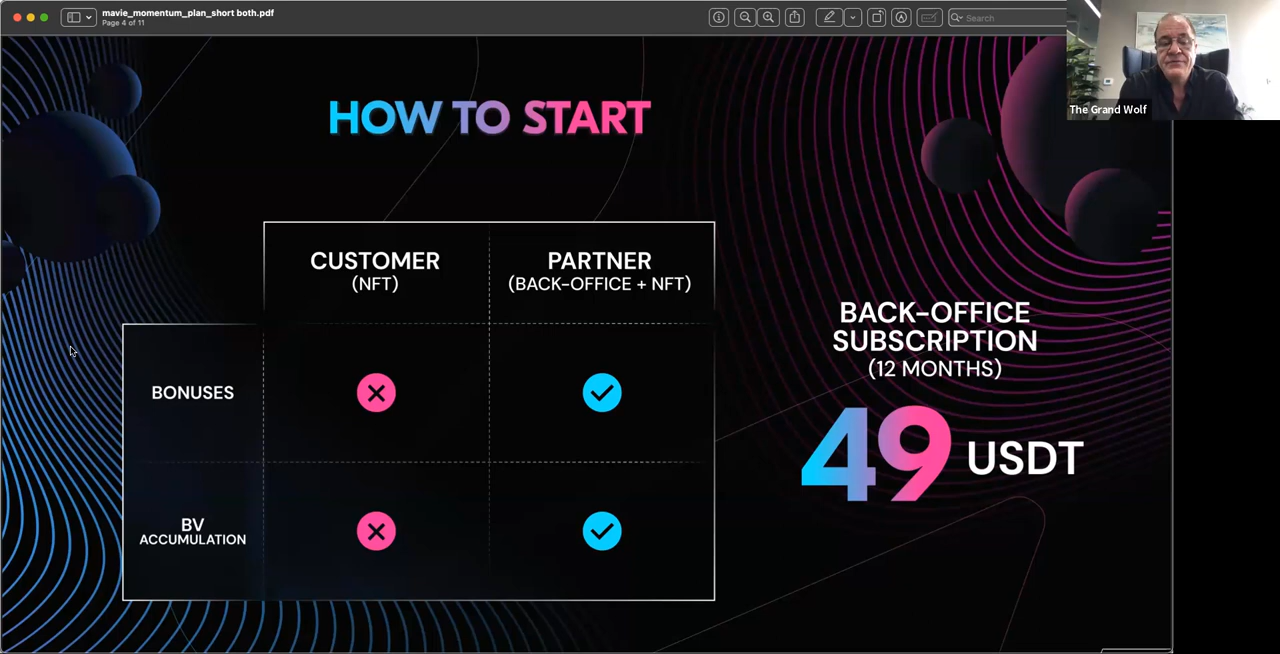 mavie_momentum_plan_short both.pdf
Page 4 of 11
Search
The Grand Wolf
HOW TO START
CUSTOMER
(NFT)
PARTNER
(BACK-OFFICE + NFT)
BONUSES
BV
ACCUMULATION
BACK-OFFICE
SUBSCRIPTION
(12 MONTHS)
49 USDT